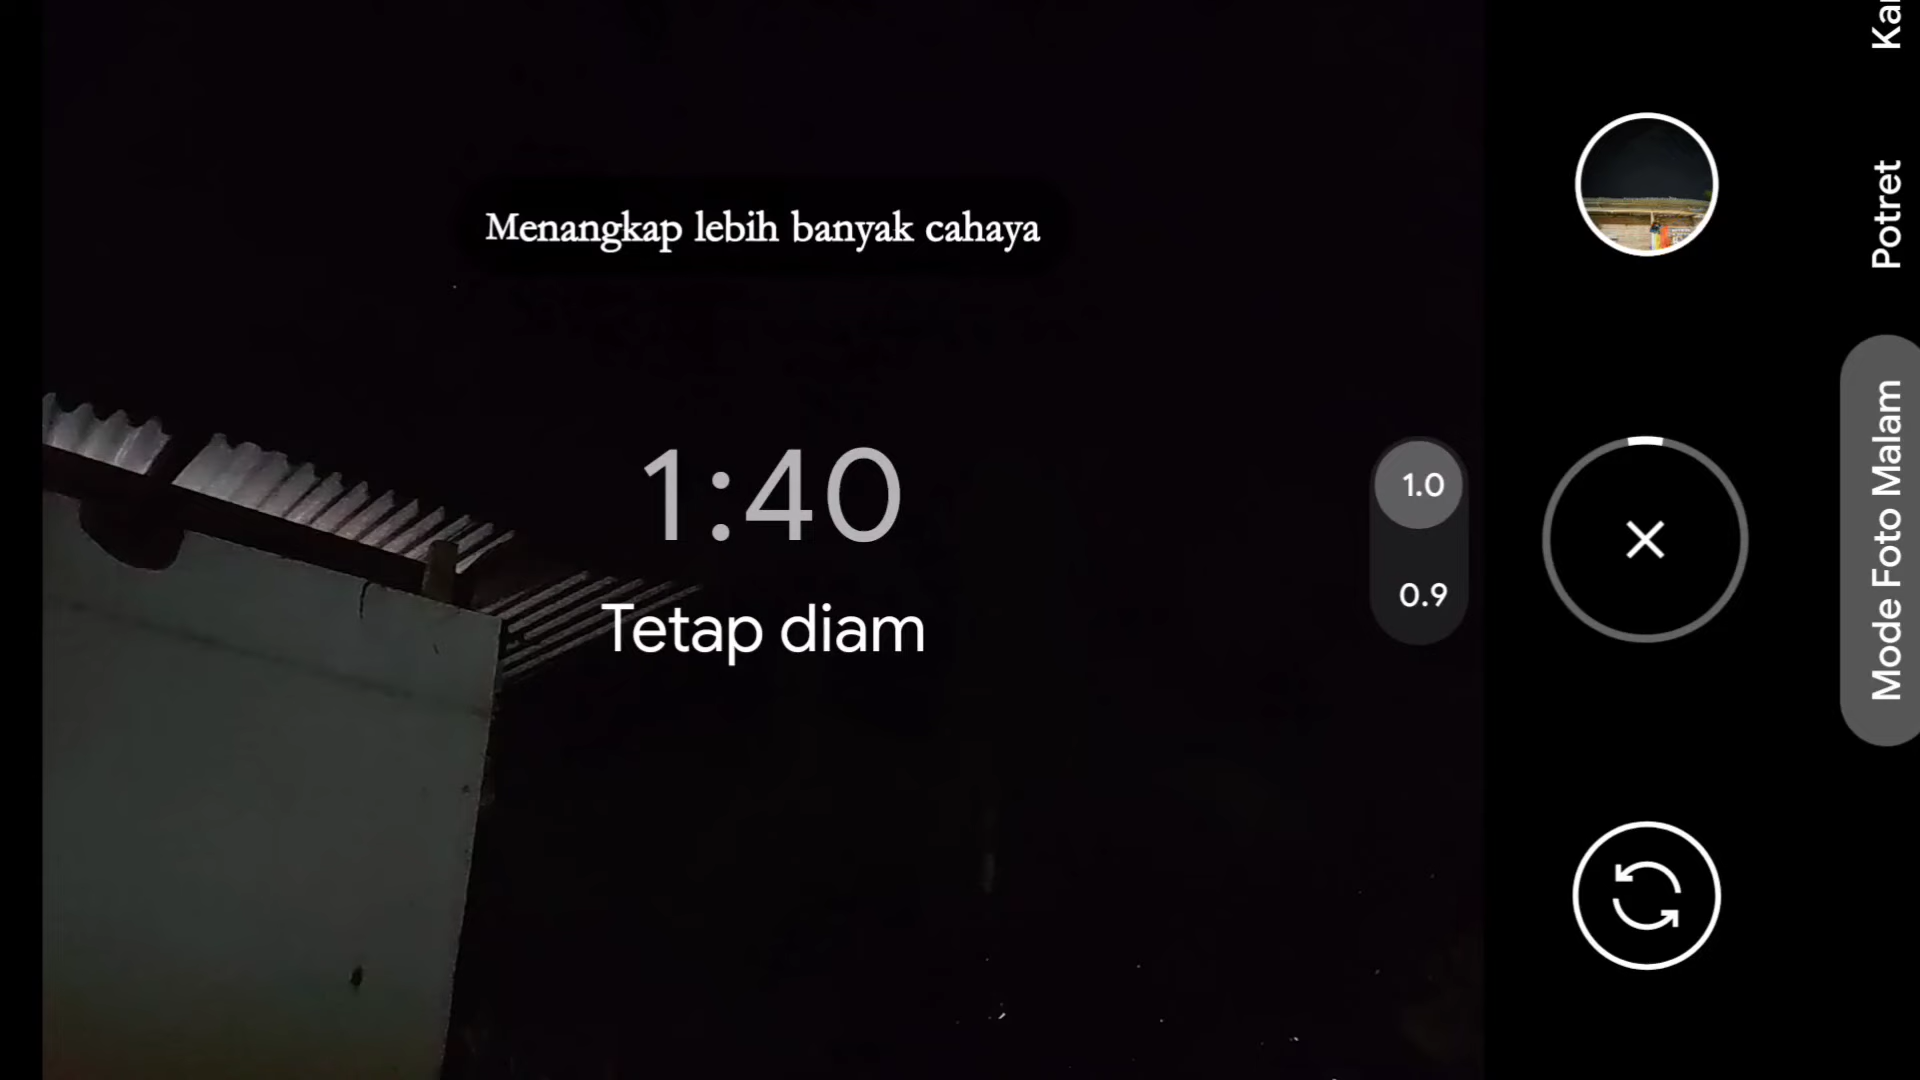 Menangkap lebih banyak cahaya
1:40
Tetap diam
1.0
0.9
Potret
Mode Foto Malam